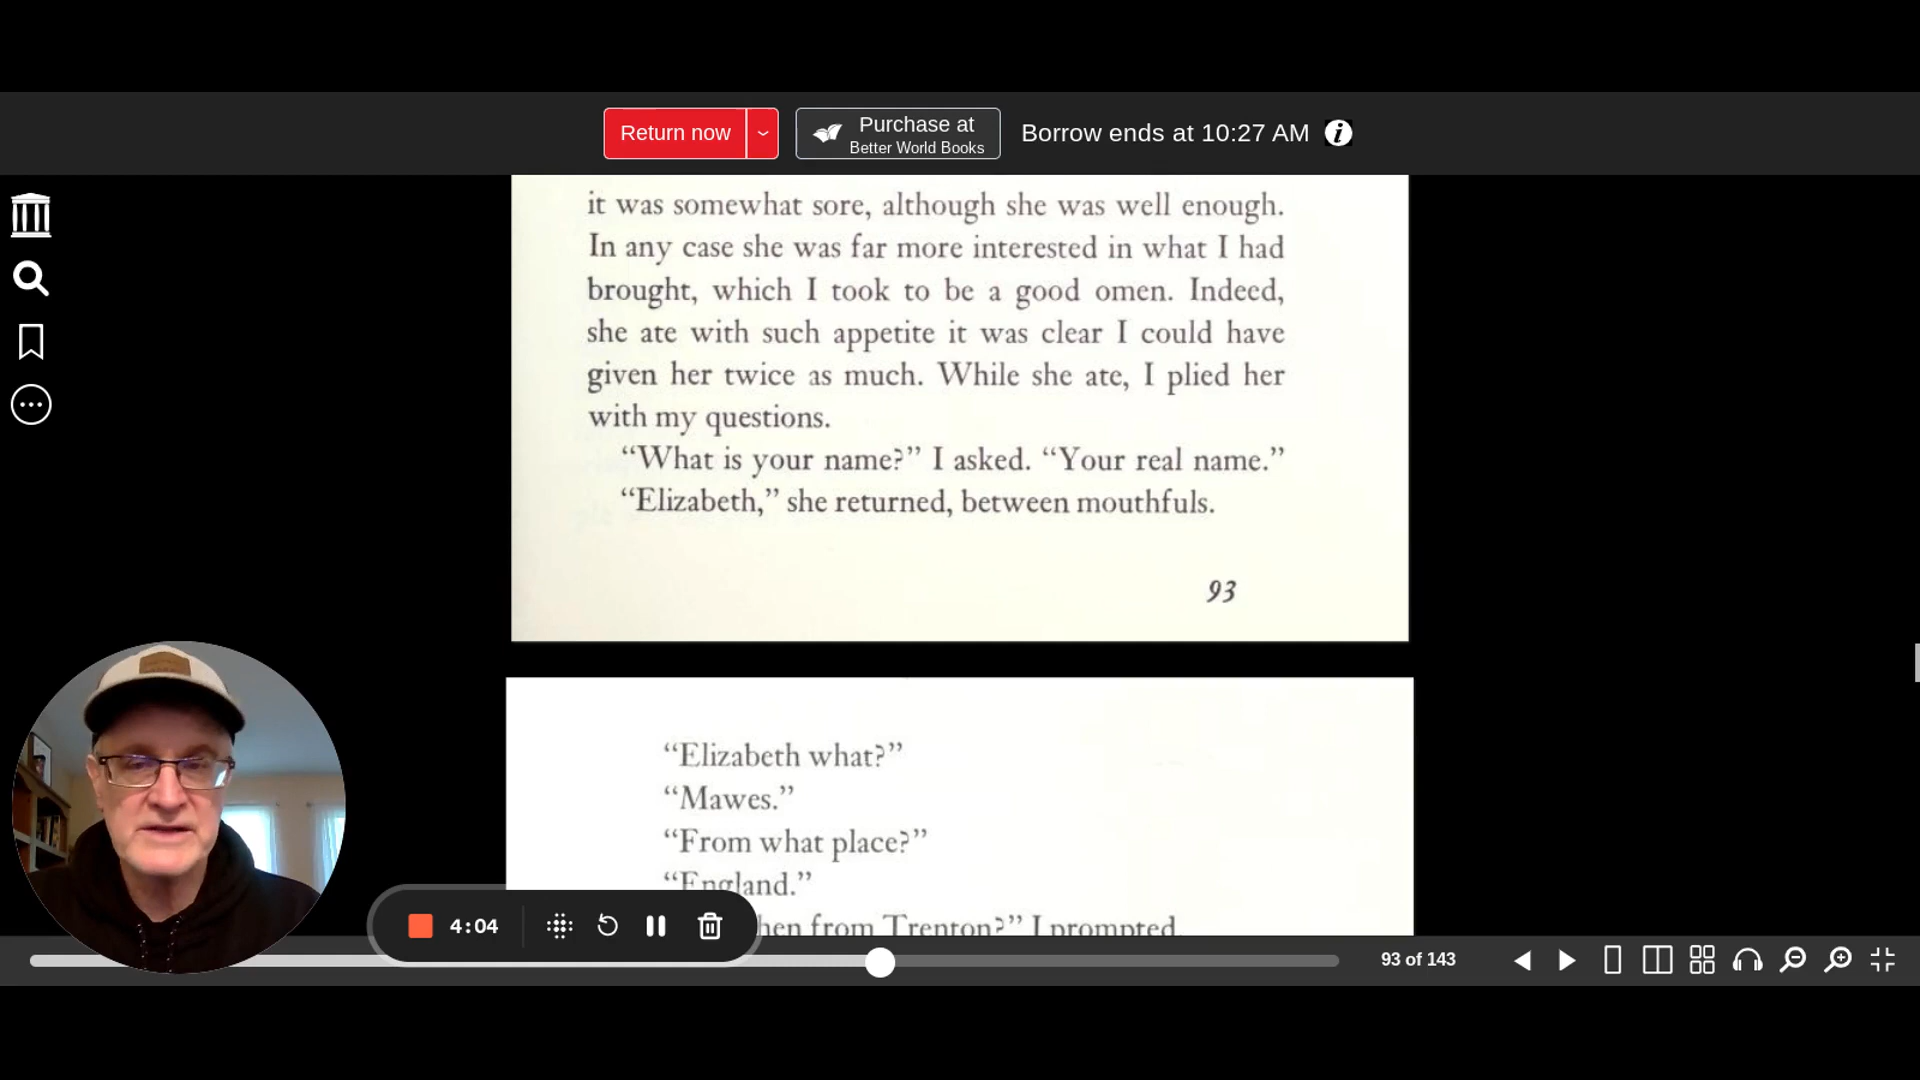 Return now
Purchase at
Better World Books
Borrow ends at 10:27 AM
it was somewhat sore, although she was well enough.
In any case she was far more interested in what I had
brought, which I took to be a good omen. Indeed,
she ate with such appetite it was clear I could have
given her twice as much. While she ate, I plied her
with my questions.
“What is your name?” I asked. “Your real name.”
“Elizabeth,” she returned, between mouthfuls.
93
“Elizabeth what?”
“Mawes.”
“From what place?”
“England.”
from Trenton?” I prompted.
4:04
93 of 143